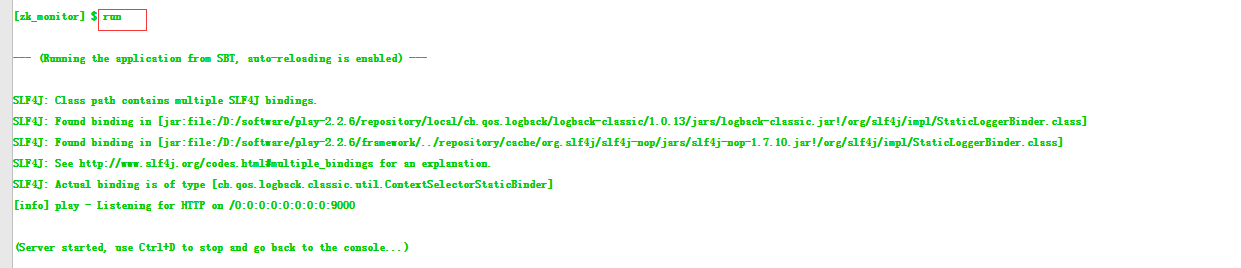 [zk_monitor] $ run
--- (Running the application from SBT, auto-reloading is enabled) ---
SLF4J: Class path contains multiple SLF4J bindings.
SLF4J: Found binding in [jar:file:/D:/software/play-2.2.6/repository/local/ch.qos.logback/logback-classic/1.0.13/jars/logback-classic.jar!/org/slf4j/impl/StaticLoggerBinder.class]
SLF4J: Found binding in [jar:file:/D:/software/play-2.2.6/framework/../repository/cache/org.slf4j/slf4j-nop/jars/slf4j-nop-1.7.10.jar!/org/slf4j/impl/StaticLoggerBinder.class]
SLF4J: See http://www.slf4j.org/codes.html#multiple_bindings for an explanation.
SLF4J: Actual binding is of type [ch.qos.logback.classic.util.ContextSelectorStaticBinder]
[info] play - Listening for HTTP on /0:0:0:0:0:0:0:0:9000
(Server started, use Ctrl+D to stop and go back to the console...)